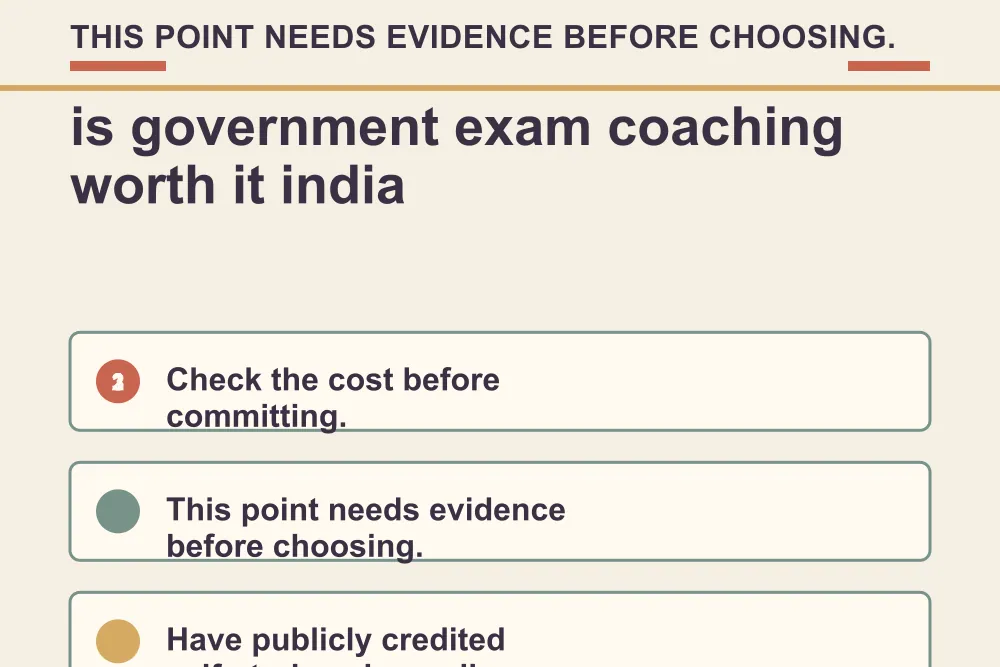 THIS POINT NEEDS EVIDENCE BEFORE CHOOSING.
is government exam coaching
worth it india
Check the cost before
committing.
This point needs evidence
before choosing.
Have publicly credited